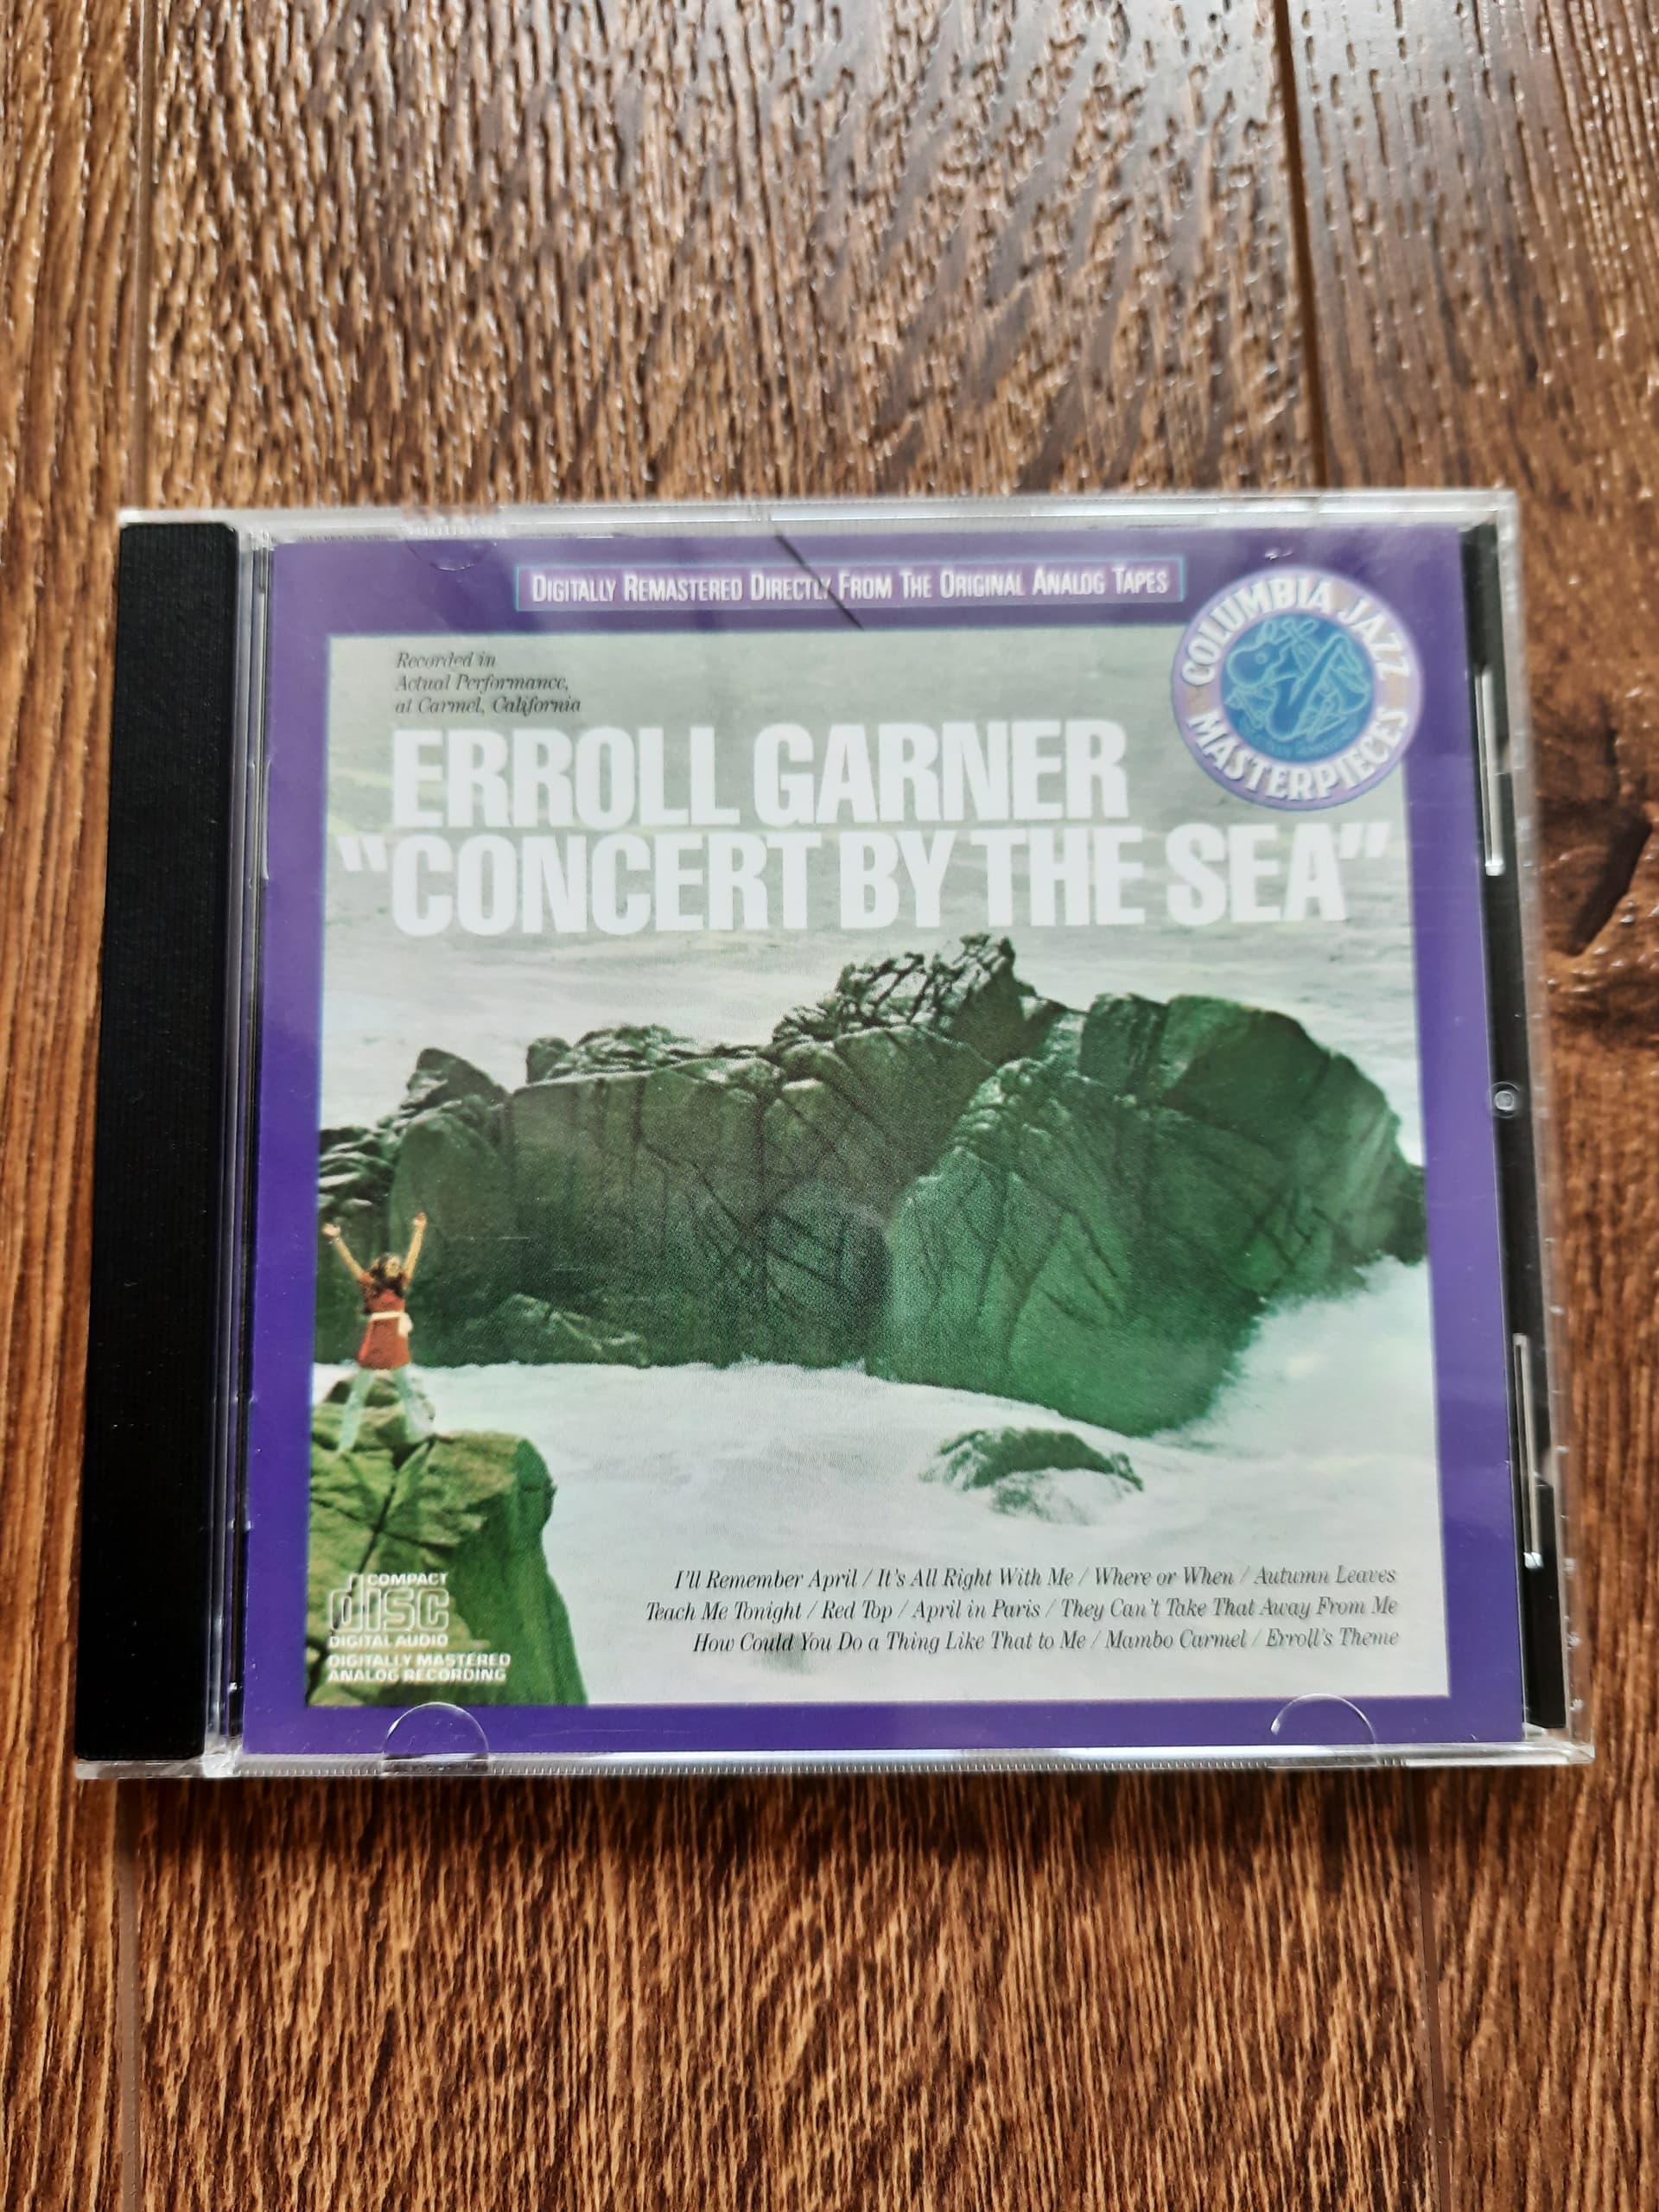 DIGITALLY REMASTERED DIRECTLY FROM THE ORIGINAL ANALOG TAPES
COLUMBIA JAZZ
MASTERPIECES
Recorded in
Actual Performance,
at Carmel, California
ERROLL GARNER
"CONCERT BY THE SEA"
I'll Remember April / It's All Right With Me / Where or When / Autumn Leaves
Teach Me Tonight / Red Top / April in Paris / They Can't Take That Away From Me
How Could You Do a Thing Like That to Me / Mambo Carmel / Erroll's Theme
COMPACT
disc
DIGITAL AUDIO
DIGITALLY MASTERED
ANALOG RECORDING